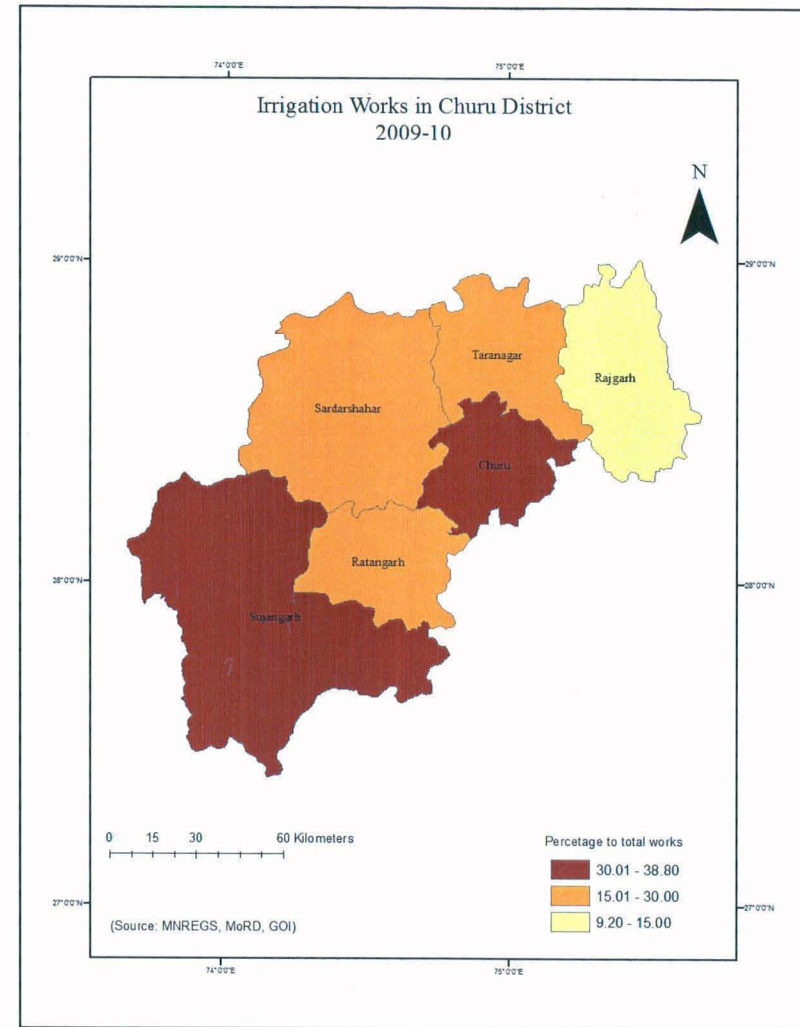 74°0'0"E
75°0'0"E
Irrigation Works in Churu District
2009-10
N
29°0'0"N
29°0'0"N
Taranagar
Rajgarh
Sardarshahar
Churu
Ratangarh
28°0'0"N
28°0'0"N
Sujangarh
0 15 30 60 Kilometers
Percetage to total works
30.01 - 38.80
15.01 - 30.00
9.20 - 15.00
27°0'0"N
27°0'0"N
(Source: MNREGS, MoRD, GOI)
74°0'0"E
75°0'0"E